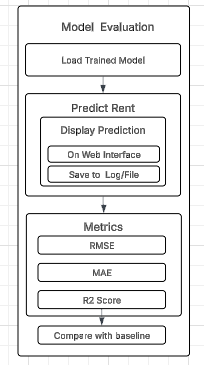 Model Evaluation
Load Trained Model
Predict Rent
Display Prediction
On Web Interface
Save to Log/File
Metrics
RMSE
MAE
R2 Score
Compare with baseline